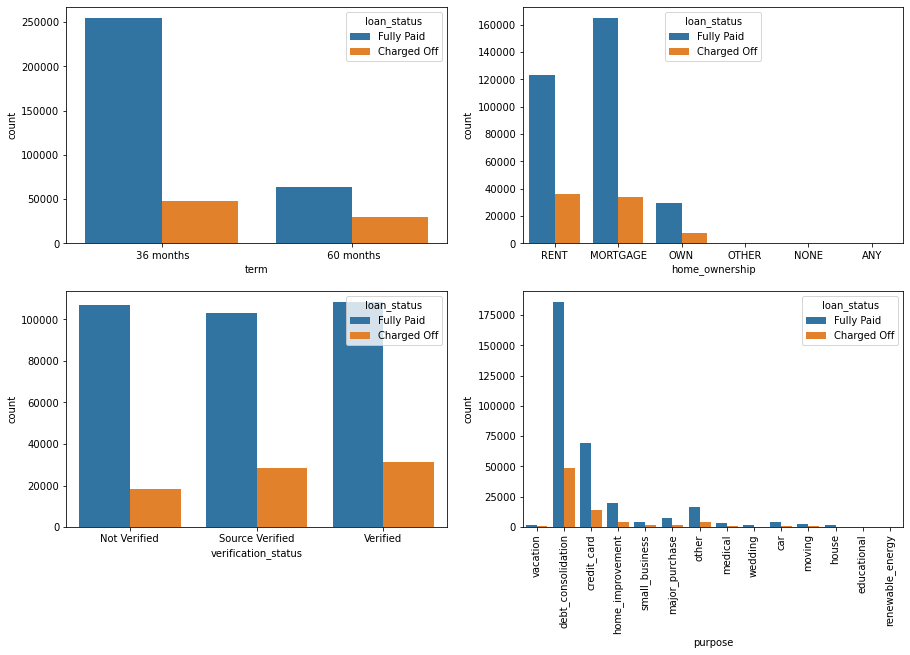 loan_status
Fully Paid
Charged Off
250000
200000
150000
100000
50000
0
count
36 months
60 months
term
loan_status
Fully Paid
Charged Off
160000
140000
120000
100000
80000
60000
40000
20000
0
count
RENT
MORTGAGE
OWN
OTHER
NONE
ANY
home_ownership
loan_status
Fully Paid
Charged Off
100000
80000
60000
40000
20000
0
count
Not Verified
Source Verified
Verified
verification_status
loan_status
Fully Paid
Charged Off
175000
150000
125000
100000
75000
50000
25000
0
count
vacation
debt_consolidation
credit_card
home_improvement
small_business
major_purchase
other
medical
wedding
car
moving
house
educational
renewable_energy
purpose